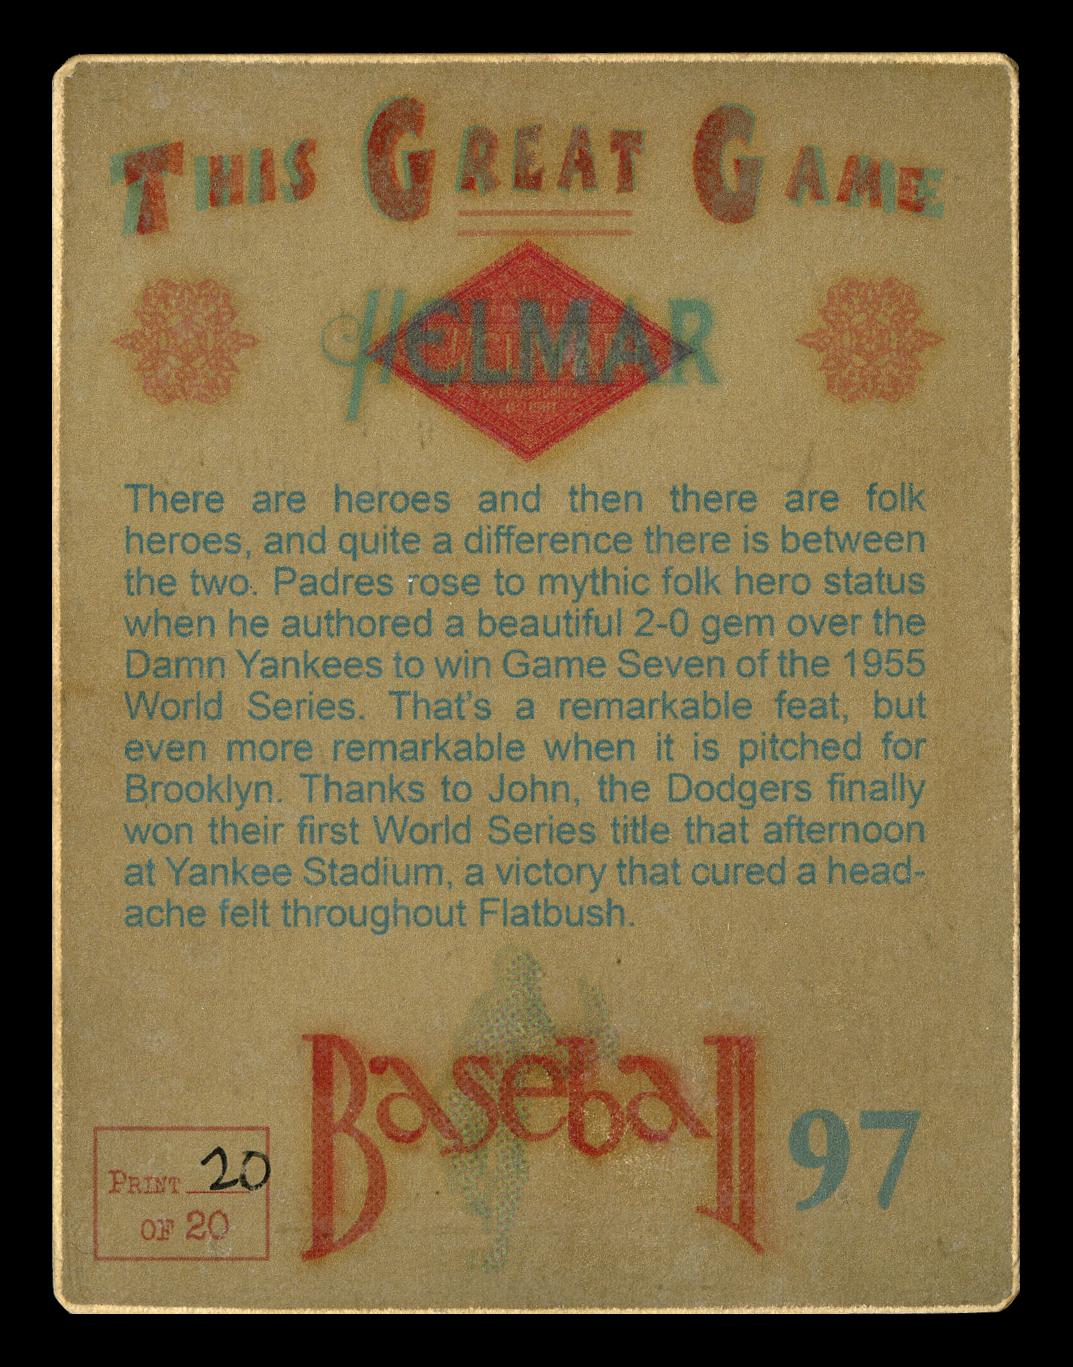 THIS GREAT GAME
HELMAR
There are heroes and then there are folk
heroes, and quite a difference there is between
the two. Padres rose to mythic folk hero status
when he authored a beautiful 2-0 gem over the
Damn Yankees to win Game Seven of the 1955
World Series. That's a remarkable feat, but
even more remarkable when it is pitched for
Brooklyn. Thanks to John, the Dodgers finally
won their first World Series title that afternoon
at Yankee Stadium, a victory that cured a head-
ache felt throughout Flatbush.
Baseball 97
PRINT 20
OF 20